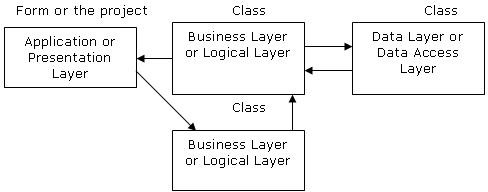 Form or the project
Class
Class
Application or
Presentation
Layer
Business Layer
or Logical Layer
Data Layer or
Data Access
Layer
Class
Business Layer
or Logical Layer